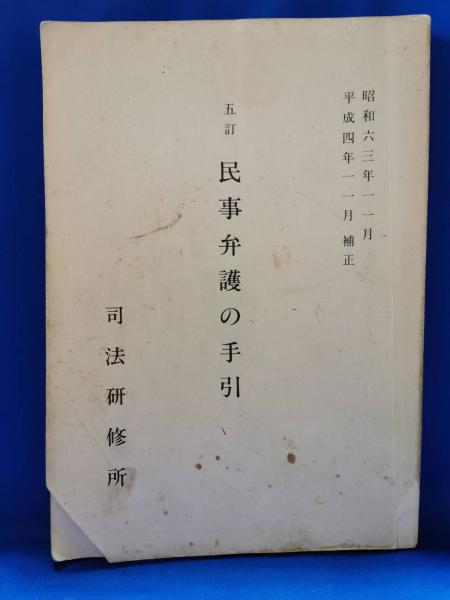 昭和六三年一一月
平成四年一一月 補正
五訂 民事弁護の手引
司法研修所